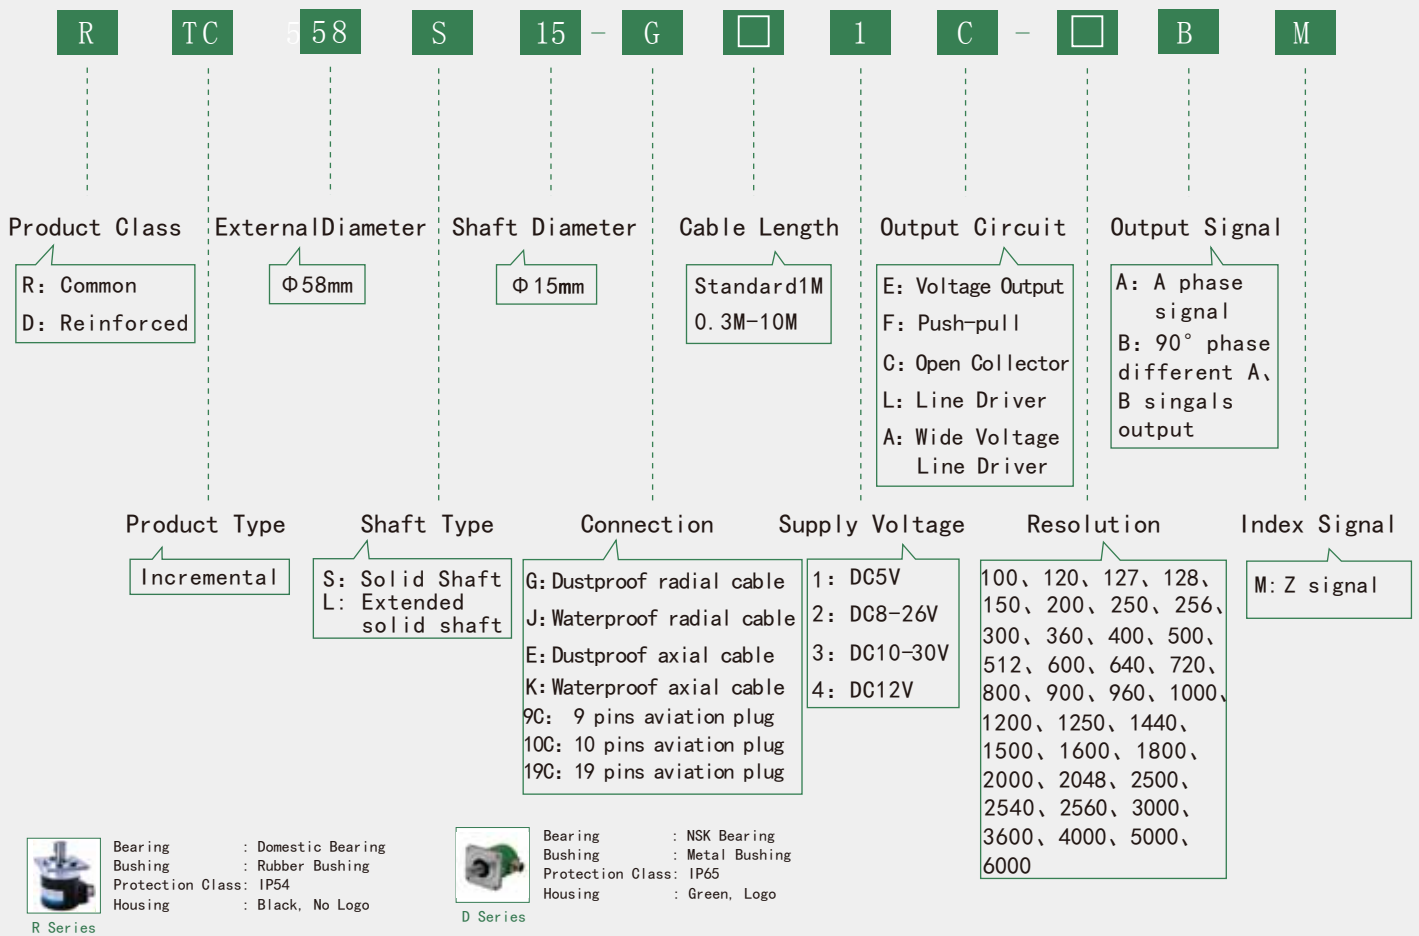 R TC 5 58 S 15 - G □ 1 C - □ B M
Product Class
R: Common
D: Reinforced
ExternalDiameter
Φ58mm
Shaft Diameter
Φ15mm
Cable Length
Standard1M
0.3M-10M
Output Circuit
E: Voltage Output
F: Push-pull
C: Open Collector
L: Line Driver
A: Wide Voltage
Line Driver
Output Signal
A: A phase
signal
B: 90° phase
different A、
B singals
output
Product Type
Incremental
Shaft Type
S: Solid Shaft
L: Extended
solid shaft
Connection
G:Dustproof radial cable
J:Waterproof radial cable
E:Dustproof axial cable
K:Waterproof axial cable
9C: 9 pins aviation plug
10C: 10 pins aviation plug
19C: 19 pins aviation plug
Supply Voltage
1: DC5V
2: DC8-26V
3: DC10-30V
4: DC12V
Resolution
100、120、127、128、
150、200、250、256、
300、360、400、500、
512、600、640、720、
800、900、960、1000、
1200、1250、1440、
1500、1600、1800、
2000、2048、2500、
2540、2560、3000、
3600、4000、5000、
6000
Index Signal
M:Z signal
Bearing : Domestic Bearing
Bushing : Rubber Bushing
Protection Class: IP54
Housing : Black, No Logo
R Series
Bearing : NSK Bearing
Bushing : Metal Bushing
Protection Class: IP65
Housing : Green, Logo
D Series